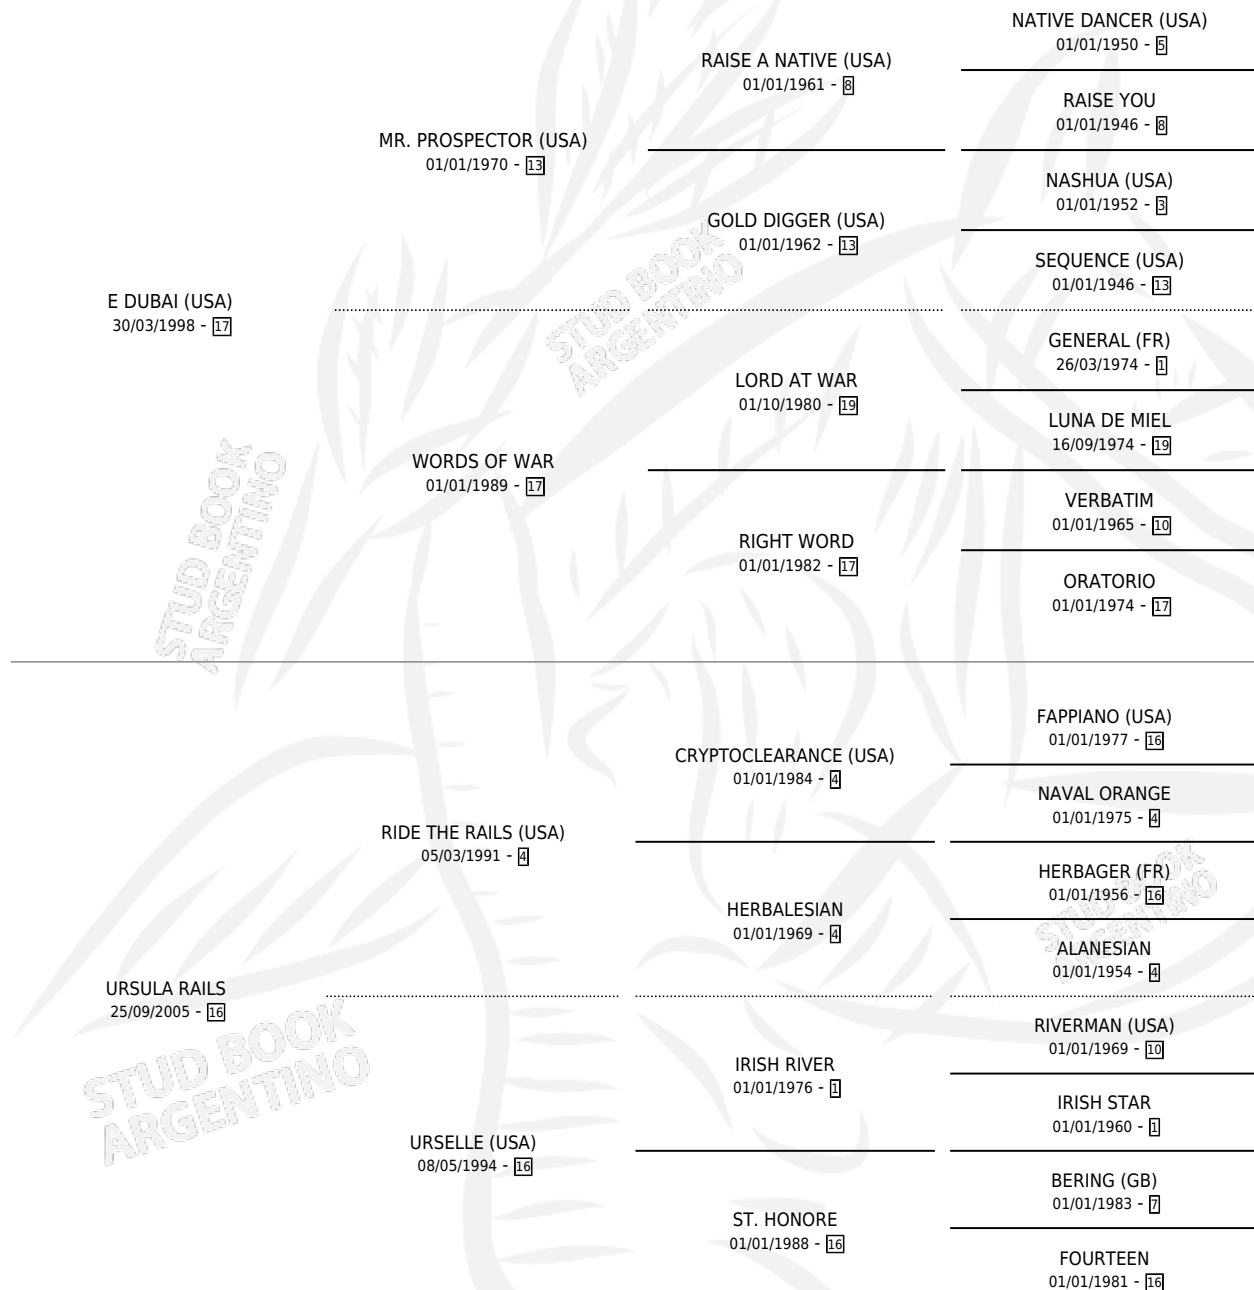 NATIVE DANCER (USA)
01/01/1950 - 5
RAISE A NATIVE (USA)
01/01/1961 - 8
RAISE YOU
01/01/1946 - 8
MR. PROSPECTOR (USA)
01/01/1970 - 13
NASHUA (USA)
01/01/1952 - 3
GOLD DIGGER (USA)
01/01/1962 - 13
SEQUENCE (USA)
01/01/1946 - 13
E DUBAI (USA)
30/03/1998 - 17
GENERAL (FR)
26/03/1974 - 1
LORD AT WAR
01/10/1980 - 19
LUNA DE MIEL
16/09/1974 - 19
WORDS OF WAR
01/01/1989 - 17
VERBATIM
01/01/1965 - 10
RIGHT WORD
01/01/1982 - 17
ORATORIO
01/01/1974 - 17
FAPPIANO (USA)
01/01/1977 - 16
CRYPTOCLEARANCE (USA)
01/01/1984 - 4
NAVAL ORANGE
01/01/1975 - 4
RIDE THE RAILS (USA)
05/03/1991 - 4
HERBAGER (FR)
01/01/1956 - 16
HERBALESIAN
01/01/1969 - 4
ALANESIAN
01/01/1954 - 4
URSULA RAILS
25/09/2005 - 16
RIVERMAN (USA)
01/01/1969 - 10
IRISH RIVER
01/01/1976 - 1
IRISH STAR
01/01/1960 - 1
URSELLE (USA)
08/05/1994 - 16
BERING (GB)
01/01/1983 - 7
ST. HONORE
01/01/1988 - 16
FOURTEEN
01/01/1981 - 16
STUD BOOK
ARGENTINO
STUD BOOK
ARGENTINO
STUD BOOK
ARGENTINO
STUD BOOK
ARGENTINO